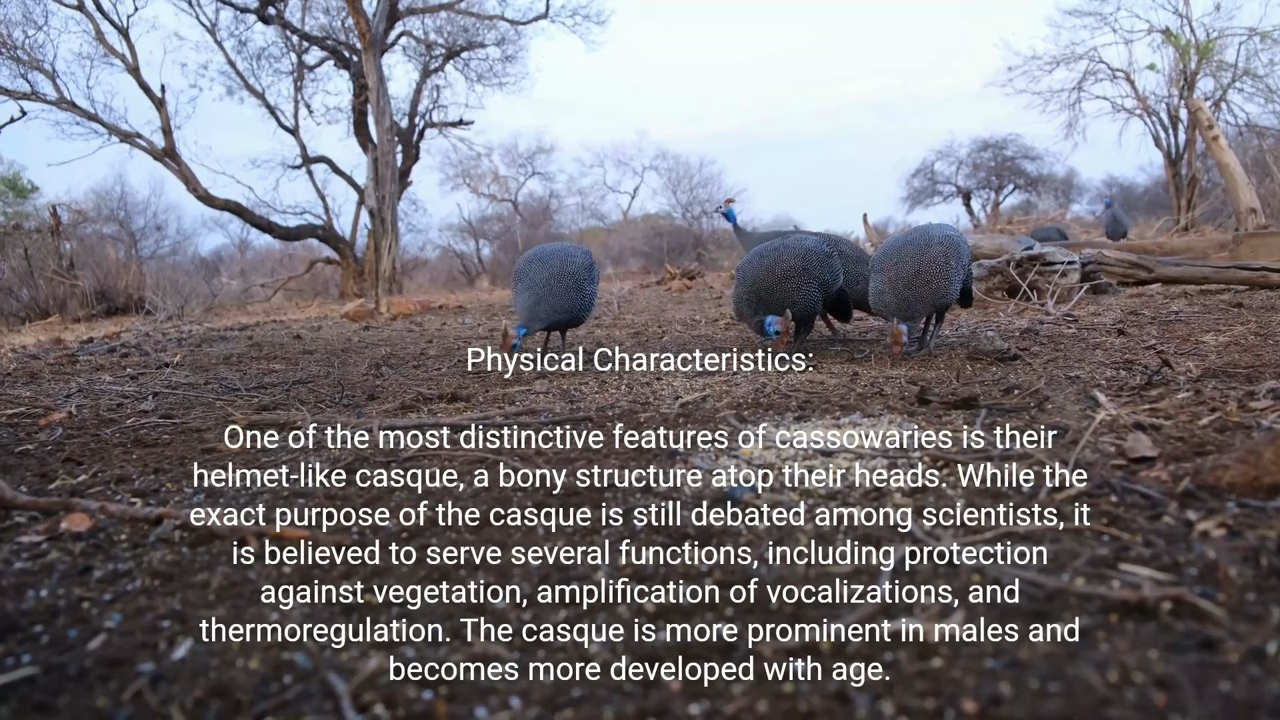 Physical Characteristics:
One of the most distinctive features of cassowaries is their
helmet-like casque, a bony structure atop their heads. While the
exact purpose of the casque is still debated among scientists, it
is believed to serve several functions, including protection
against vegetation, amplification of vocalizations, and
thermoregulation. The casque is more prominent in males and
becomes more developed with age.